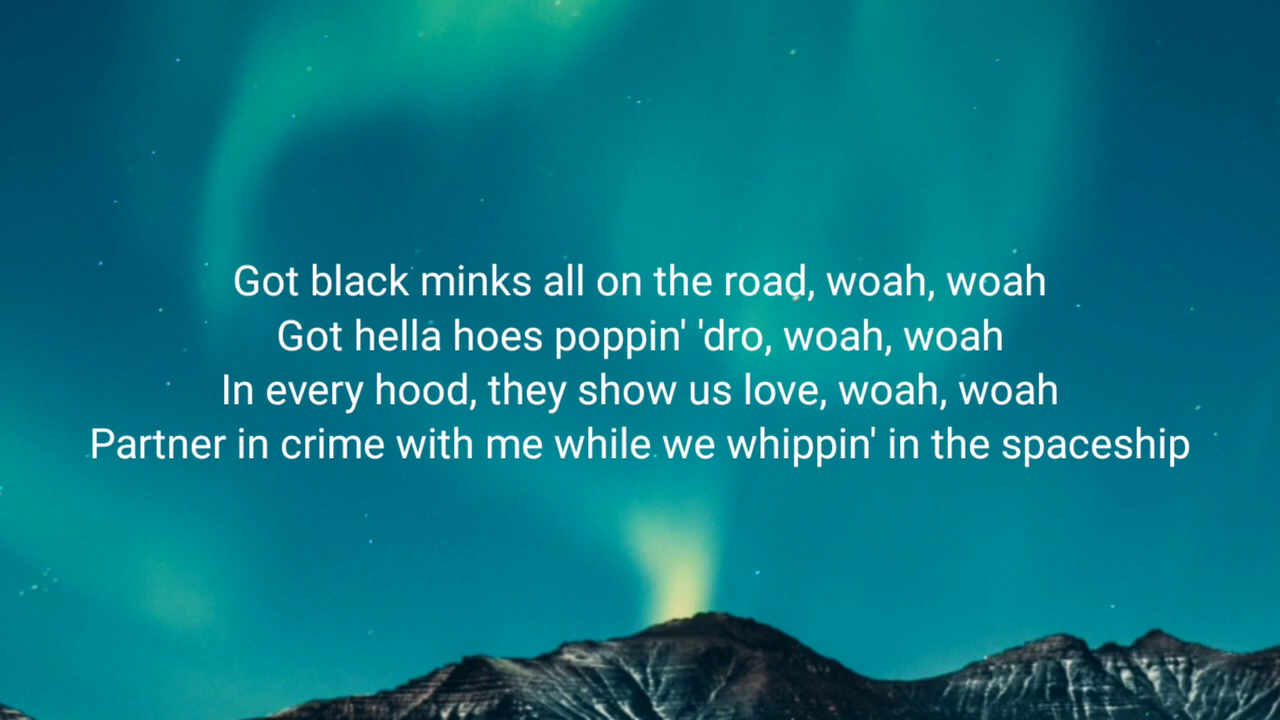 Got black minks all on the road, woah, woah
Got hella hoes poppin' 'dro, woah, woah
In every hood, they show us love, woah, woah
Partner in crime with me while we whippin' in the spaceship